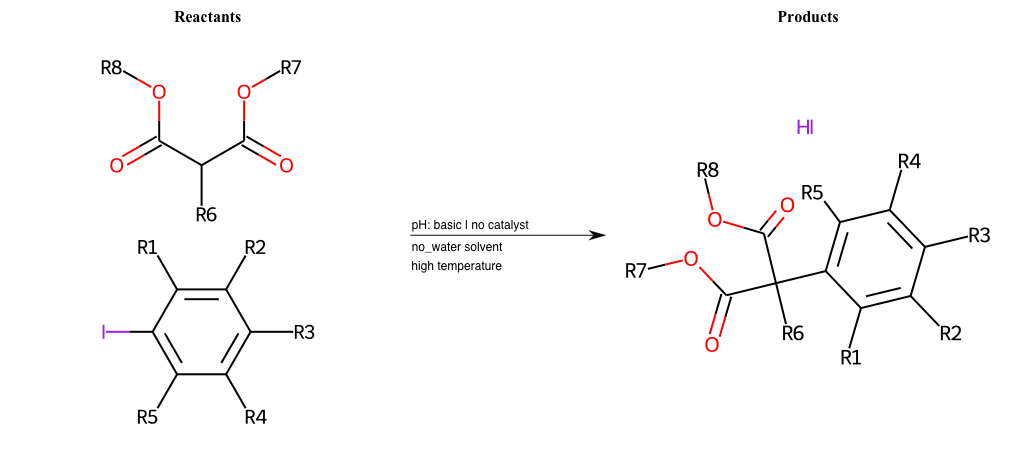 Reactants
Products
R8
R7
O
O
O
O
R6
R1
R2
I
R3
R5
R4
pH: basic | no catalyst
no_water solvent
high temperature
HI
R4
R8
R5
O
O
R3
O
R7
R6
R2
O
R1